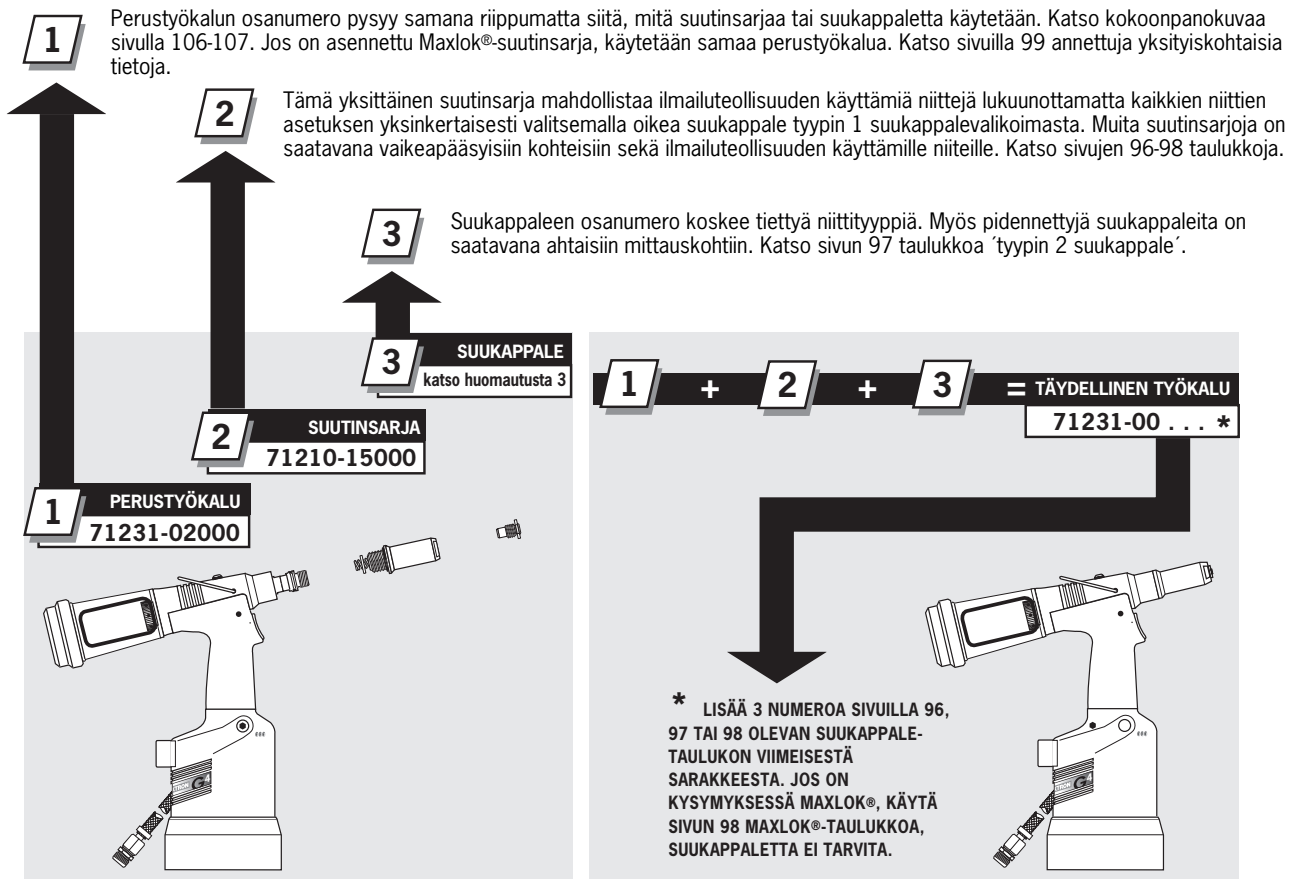 1
Perustyökalun osanumero pysyy samana riippumatta siitä, mitä suutinsarjaa tai suukappaletta käytetään. Katso kokoonpanokuvaa
sivulla 106-107. Jos on asennettu Maxlok®-suutinsarja, käytetään samaa perustyökalua. Katso sivuilla 99 annettuja yksityiskohtaisia
tietoja.
2
Tämä yksittäinen suutinsarja mahdollistaa ilmailuteollisuuden käyttämiä niittejä lukuunottamatta kaikkien niittien
asetuksen yksinkertaisesti valitsemalla oikea suukappale tyypin 1 suukappalevalikoimasta. Muita suutinsarjoja on
saatavana vaikeapääsyisiin kohteisiin sekä ilmailuteollisuuden käyttämille niiteille. Katso sivujen 96-98 taulukkoja.
3
Suukappaleen osanumero koskee tiettyä niittityyppiä. Myös pidennettyjä suukappaleita on
saatavana ahtaisiin mittauskohtiin. Katso sivun 97 taulukkoa ´tyypin 2 suukappale´.
3
SUUKAPPALE
katso huomautusta 3
2
SUUTINSARJA
71210-15000
1
PERUSTYÖKALU
71231-02000
1 + 2 + 3 = TÄYDELLINEN TYÖKALU
71231-00 . . . *
* LISÄÄ 3 NUMEROA SIVUILLA 96,
97 TAI 98 OLEVAN SUUKAPPALE-
TAULUKON VIIMEISESTÄ
SARAKKEESTA. JOS ON
KYSYMYKSESSÄ MAXLOK®, KÄYTÄ
SIVUN 98 MAXLOK®-TAULUKKOA,
SUUKAPPALETTA EI TARVITA.